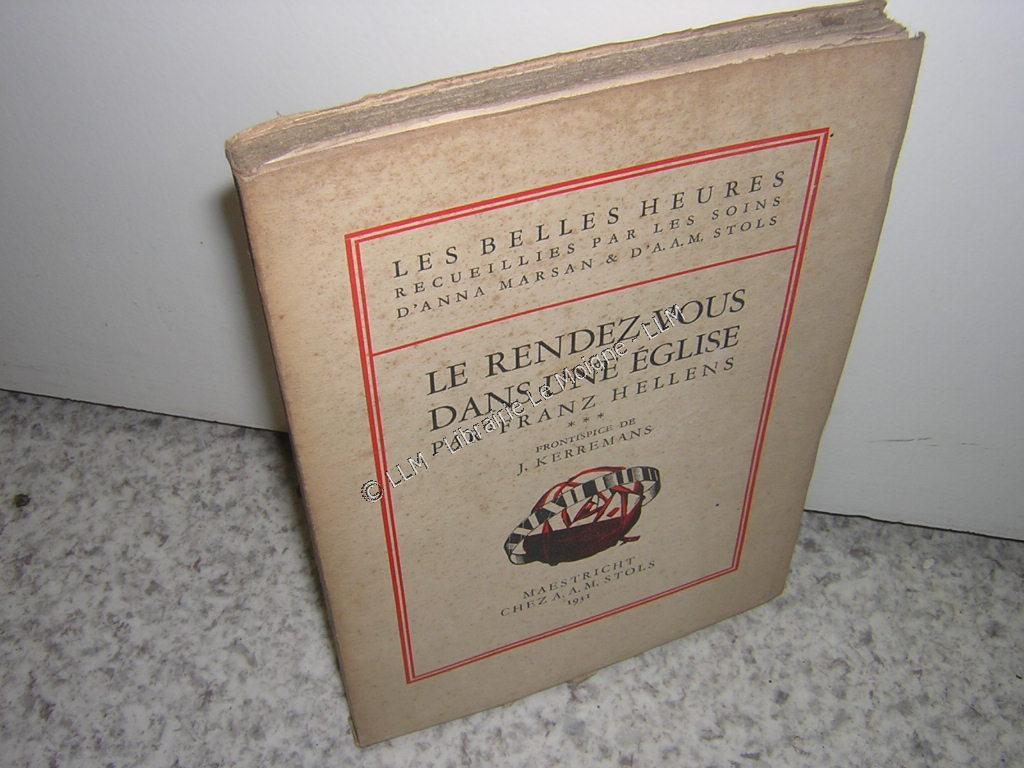 LES BELLES HEURES
RECUEILLIES PAR LES SOINS
D'ANNA MARSAN & D'A.A.M. STOLS
LE RENDEZ-VOUS
DANS UNE ÉGLISE
PAR FRANZ HELLENS
* * *
FRONTISPICE DE
J. KERREMANS
MAESTRICHT
CHEZ A. A. M. STOLS
1931
© LLM - Librairie Le Moigne - LLM